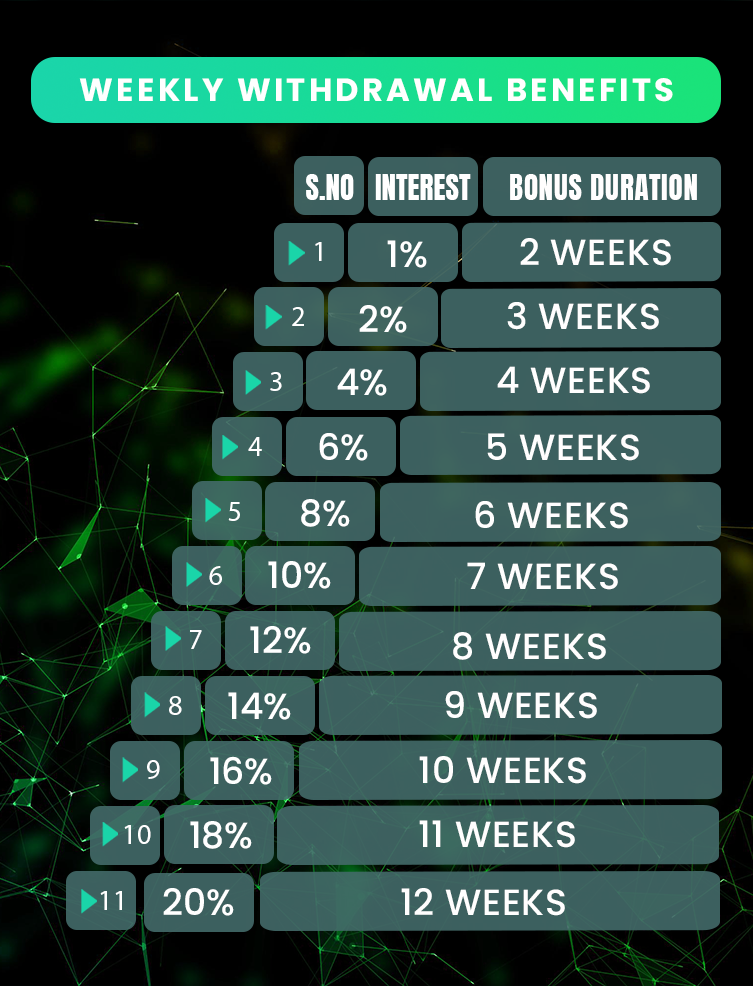 WEEKLY WITHDRAWAL BENEFITS
S.NO INTEREST BONUS DURATION
1 1% 2 WEEKS
2 2% 3 WEEKS
3 4% 4 WEEKS
4 6% 5 WEEKS
5 8% 6 WEEKS
6 10% 7 WEEKS
7 12% 8 WEEKS
8 14% 9 WEEKS
9 16% 10 WEEKS
10 18% 11 WEEKS
11 20% 12 WEEKS